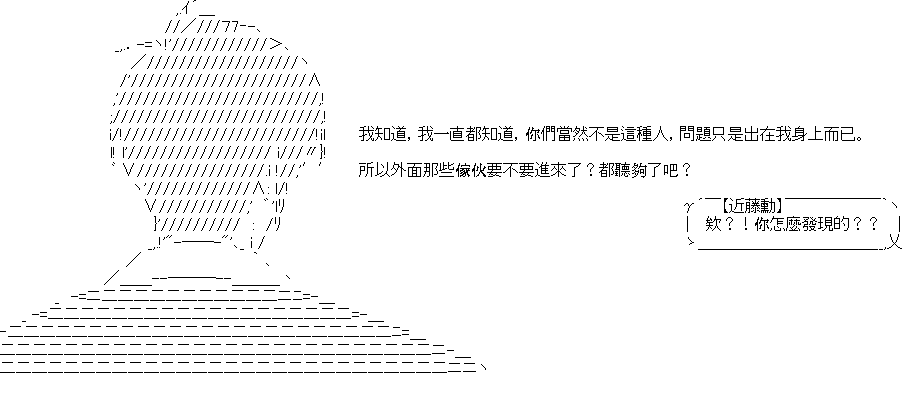 我知道，我一直都知道，你們當然不是這種人，問題只是出在我身上而已。
所以外面那些傢伙要不要進來了？都聽夠了吧？
【近藤勳】
欸？！你怎麼發現的？？